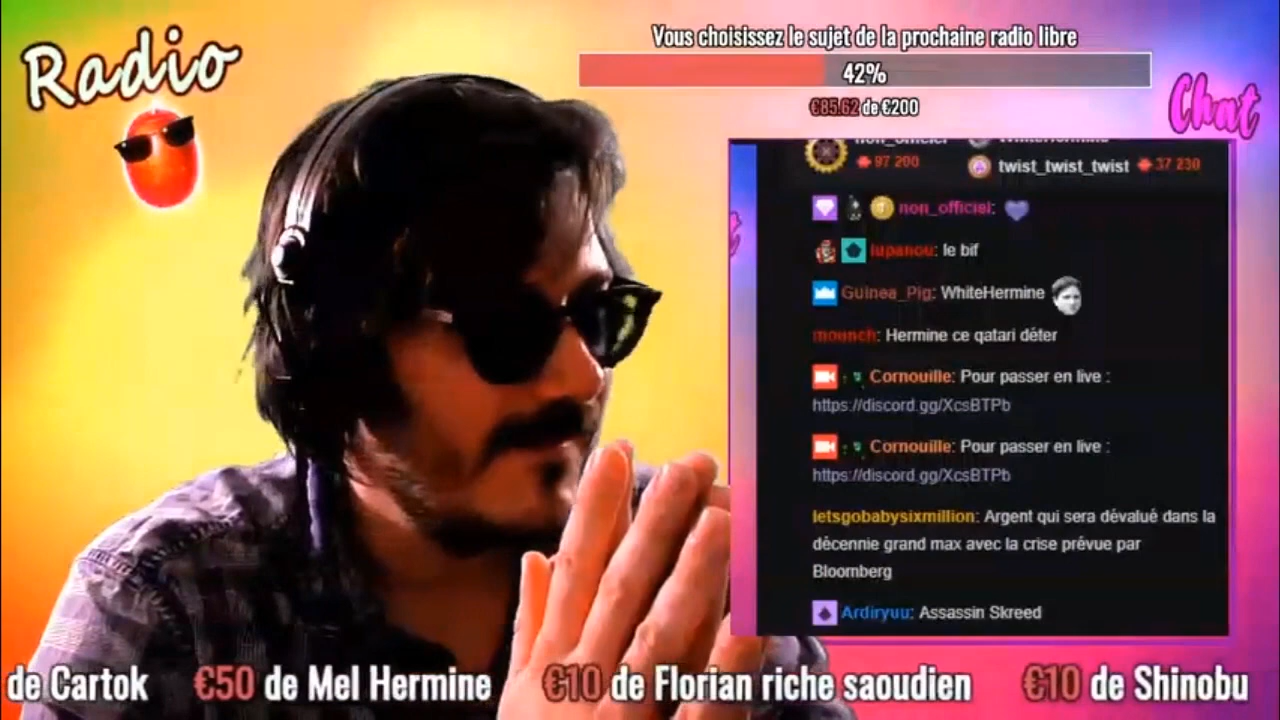 Radio
Vous choisissez le sujet de la prochaine radio libre
42%
€85.62 de €200
Chat
non_officiel WhiteHermine
97 200 twist_twist_twist 37 230
non_officiel:
lupanou: le bif
Guinea_Pig: WhiteHermine
mounch: Hermine ce qatari déter
Cornouille: Pour passer en live :
https://discord.gg/XcsBTPb
Cornouille: Pour passer en live :
https://discord.gg/XcsBTPb
letsgobabysixmillion: Argent qui sera dévalué dans la
décennie grand max avec la crise prévue par
Bloomberg
Ardiryuu: Assassin Skreed
de Cartok €50 de Mel Hermine €10 de Florian riche saoudien €10 de Shinobu